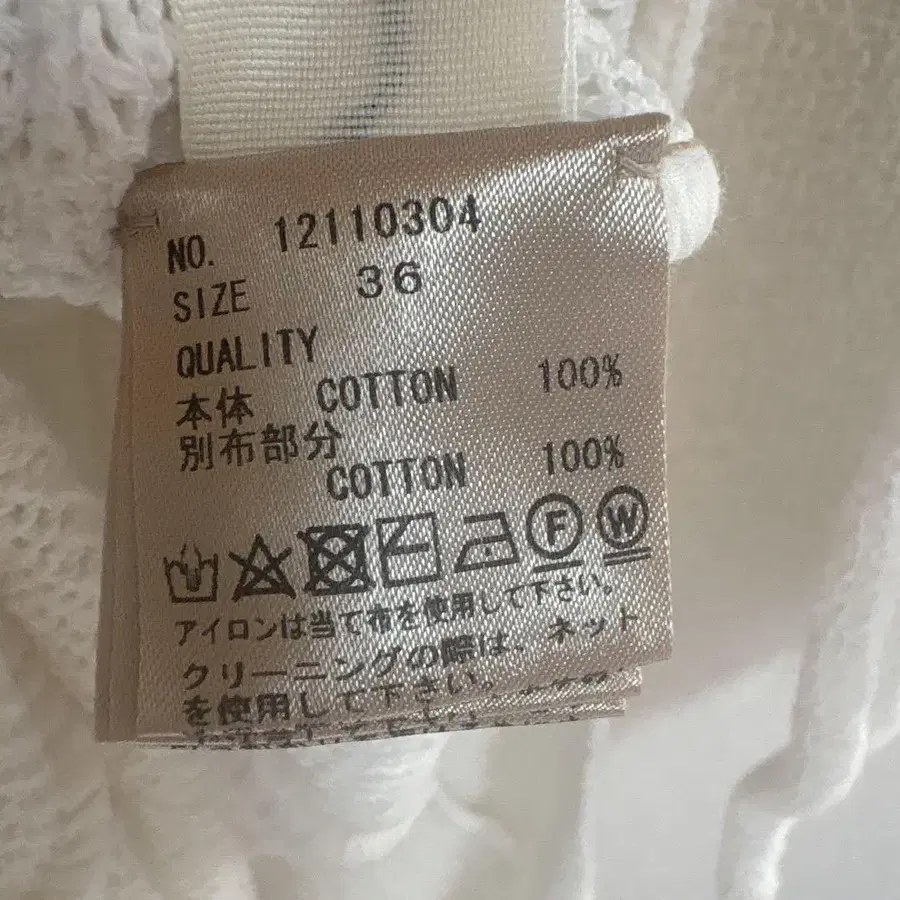 NO. 12110304
SIZE 36
QUALITY
本体 COTTON 100%
別布部分
COTTON 100%
F W
アイロンは当て布を使用して下さい。
クリーニングの際は、ネット
を使用して下さい。